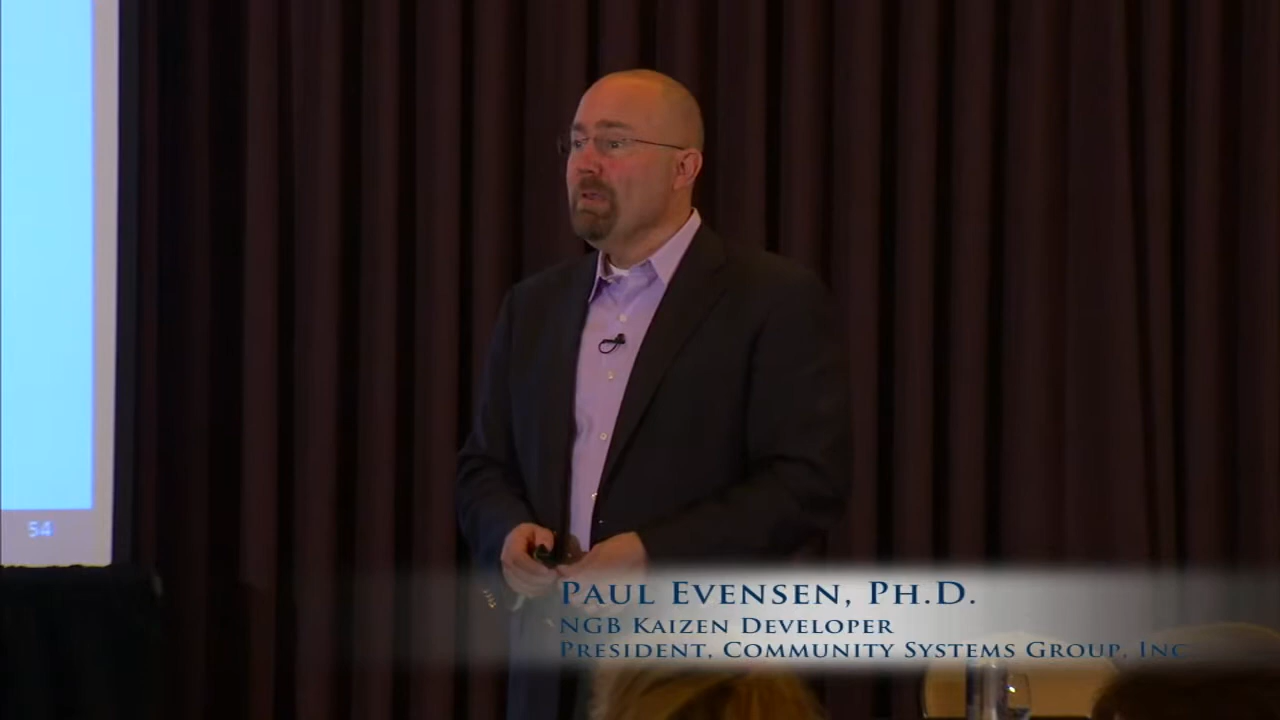 54
Paul Evensen, Ph.D.
NGB Kaizen Developer
President, Community Systems Group, Inc